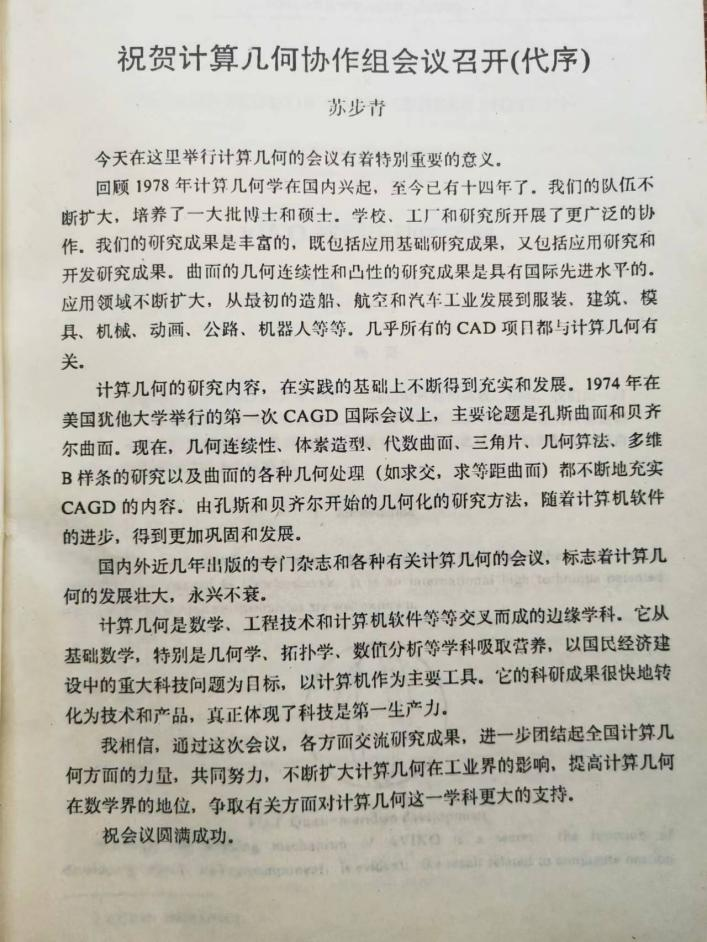 祝贺计算几何协作组会议召开(代序)
苏步青
今天在这里举行计算几何的会议有着特别重要的意义。
回顾 1978 年计算几何学在国内兴起，至今已有十四年了。我们的队伍不
断扩大，培养了一大批博士和硕士。学校、工厂和研究所开展了更广泛的协
作。我们的研究成果是丰富的，既包括应用基础研究成果，又包括应用研究和
开发研究成果。曲面的几何连续性和凸性的研究成果是具有国际先进水平的。
应用领域不断扩大，从最初的造船、航空和汽车工业发展到服装、建筑、模
具、机械、动画、公路、机器人等等。几乎所有的 CAD 项目都与计算几何有
关。
计算几何的研究内容，在实践的基础上不断得到充实和发展。1974 年在
美国犹他大学举行的第一次 CAGD 国际会议上，主要论题是孔斯曲面和贝齐
尔曲面。现在，几何连续性、体素造型、代数曲面、三角片、几何算法、多维
B 样条的研究以及曲面的各种几何处理（如求交，求等距曲面）都不断地充实
CAGD 的内容。由孔斯和贝齐尔开始的几何化的研究方法，随着计算机软件
的进步，得到更加巩固和发展。
国内外近几年出版的专门杂志和各种有关计算几何的会议，标志着计算几
何的发展壮大，永兴不衰。
计算几何是数学、工程技术和计算机软件等等交叉而成的边缘学科。它从
基础数学，特别是几何学、拓扑学、数值分析等学科吸取营养，以国民经济建
设中的重大科技问题为目标，以计算机作为主要工具。它的科研成果很快地转
化为技术和产品，真正体现了科技是第一生产力。
我相信，通过这次会议，各方面交流研究成果，进一步团结起全国计算几
何方面的力量，共同努力，不断扩大计算几何在工业界的影响，提高计算几何
在数学界的地位，争取有关方面对计算几何这一学科更大的支持。
祝会议圆满成功。